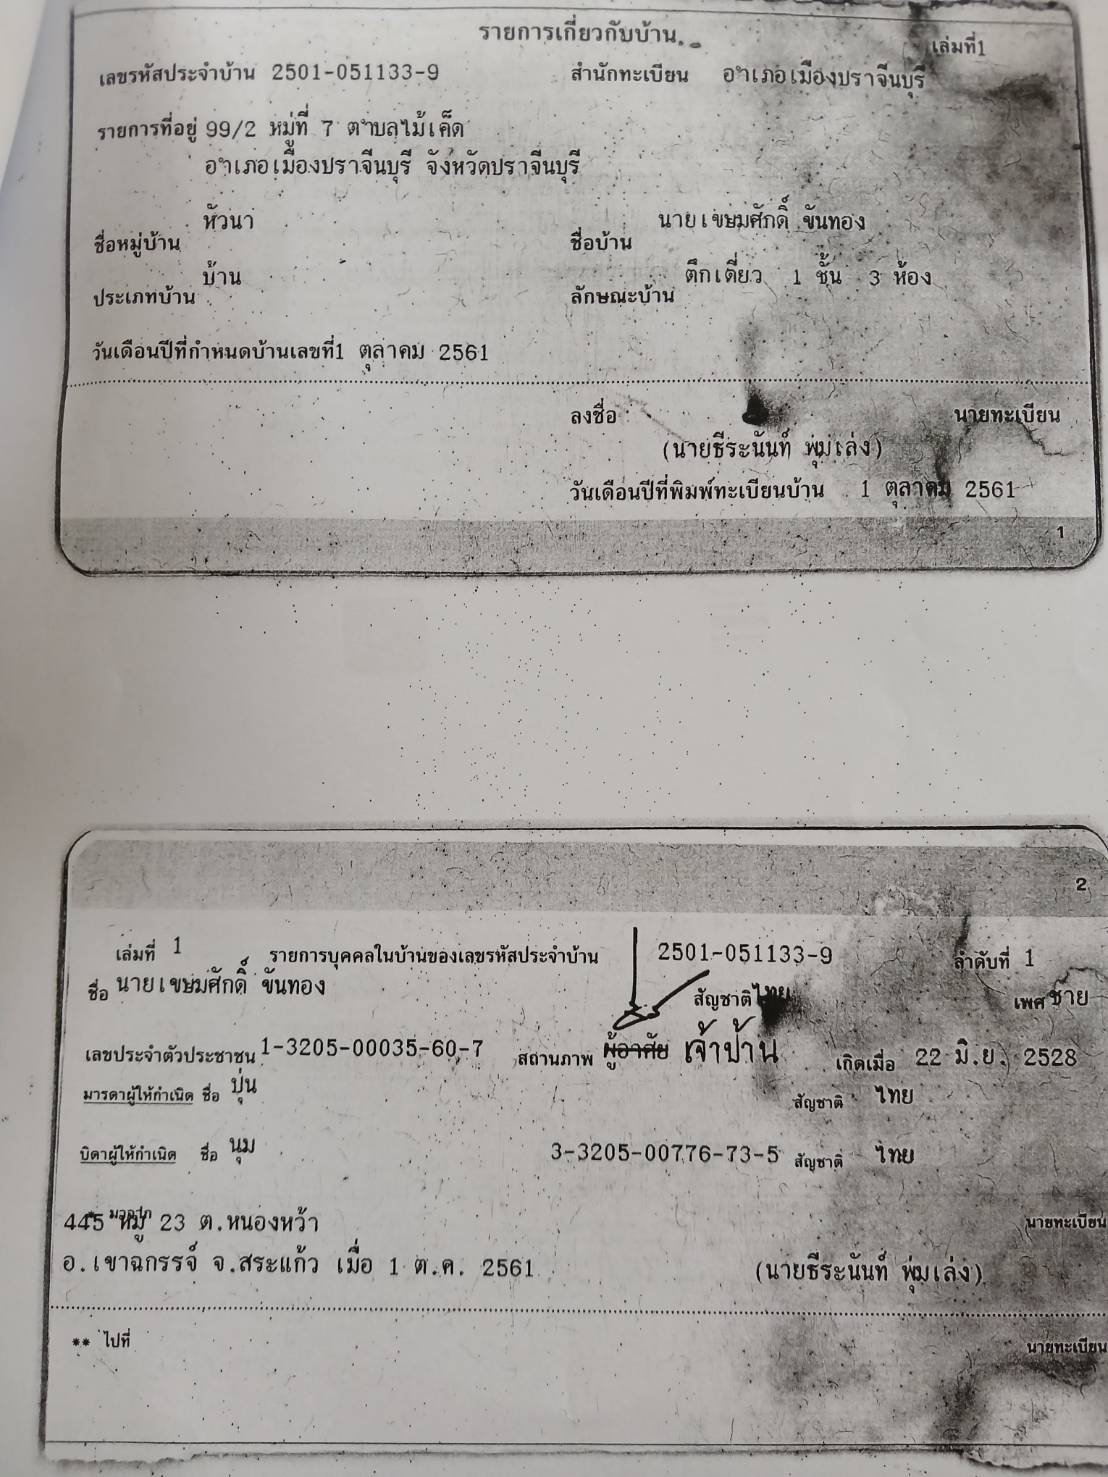 รายการเกี่ยวกับบ้าน
เล่มที่1
เลขรหัสประจำบ้าน 2501-051133-9 สำนักทะเบียน อำเภอเมืองปราจีนบุรี
รายการที่อยู่ 99/2 หมู่ที่ 7 ตำบลไม้เค็ด
อำเภอเมืองปราจีนบุรี จังหวัดปราจีนบุรี
หัวนา นายเขษมศักดิ์ ขันทอง
ชื่อหมู่บ้าน ชื่อบ้าน
บ้าน ตึกเดี่ยว 1 ชั้น 3 ห้อง
ประเภทบ้าน ลักษณะบ้าน
วันเดือนปีที่กำหนดบ้านเลขที่1 ตุลาคม 2561
ลงชื่อ นายทะเบียน
(นายธีระนันท์ พุ่มเล่ง)
วันเดือนปีที่พิมพ์ทะเบียนบ้าน 1 ตุลาคม 2561
1
2
เล่มที่ 1 รายการบุคคลในบ้านของเลขรหัสประจำบ้าน 2501-051133-9 ลำดับที่ 1
ชื่อ นายเขษมศักดิ์ ขันทอง สัญชาติ ไทย เพศ ชาย
เลขประจำตัวประชาชน 1-3205-00035-60-7 สถานภาพ ผู้อาศัย เจ้าบ้าน เกิดเมื่อ 22 มิ.ย. 2528
มารดาผู้ให้กำเนิด ชื่อ ปุ่น สัญชาติ ไทย
บิดาผู้ให้กำเนิด ชื่อ นุม 3-3205-00776-73-5 สัญชาติ ไทย
* มาจาก
445 หมู่ 23 ต.หนองหว้า นายทะเบียน
อ.เขาฉกรรจ์ จ.สระแก้ว เมื่อ 1 ต.ค. 2561 (นายธีระนันท์ พุ่มเล่ง)
** ไปที่ นายทะเบียน